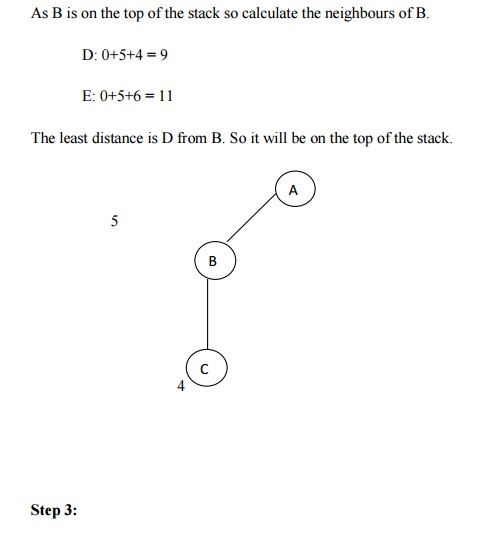 As B is on the top of the stack so calculate the neighbours of B.
D: 0+5+4 = 9
E: 0+5+6 = 11
The least distance is D from B. So it will be on the top of the stack.
A
5
B
C
4
Step 3: